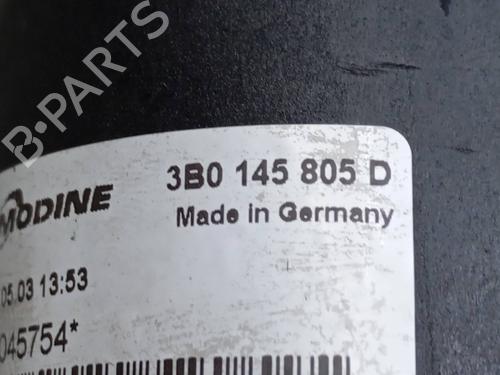 B-PARTS
MODINE 3B0 145 805 D
Made in Germany
05.03 13:53
045754*